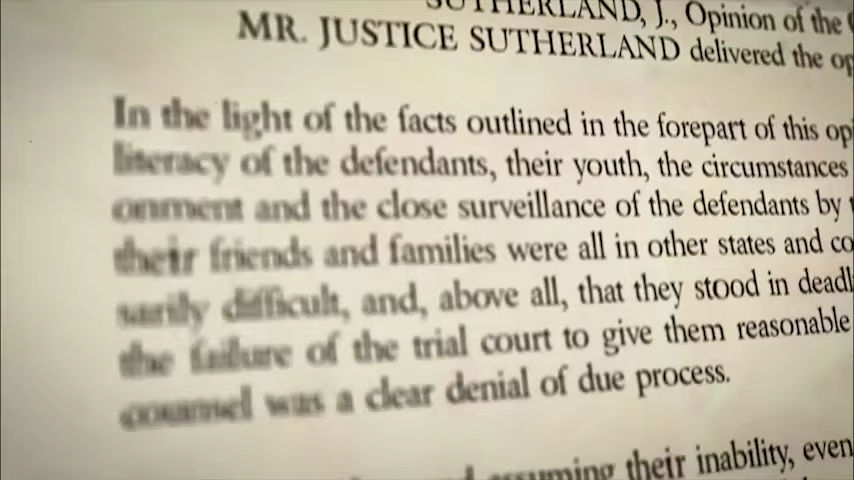 SUTHERLAND, J., Opinion of the
MR. JUSTICE SUTHERLAND delivered the op
In the light of the facts outlined in the forepart of this op
literacy of the defendants, their youth, the circumstances
onment and the close surveillance of the defendants by
their friends and families were all in other states and co
sarily difficult, and, above all, that they stood in deadl
the failure of the trial court to give them reasonable
counsel was a clear denial of due process.
assuming their inability, even